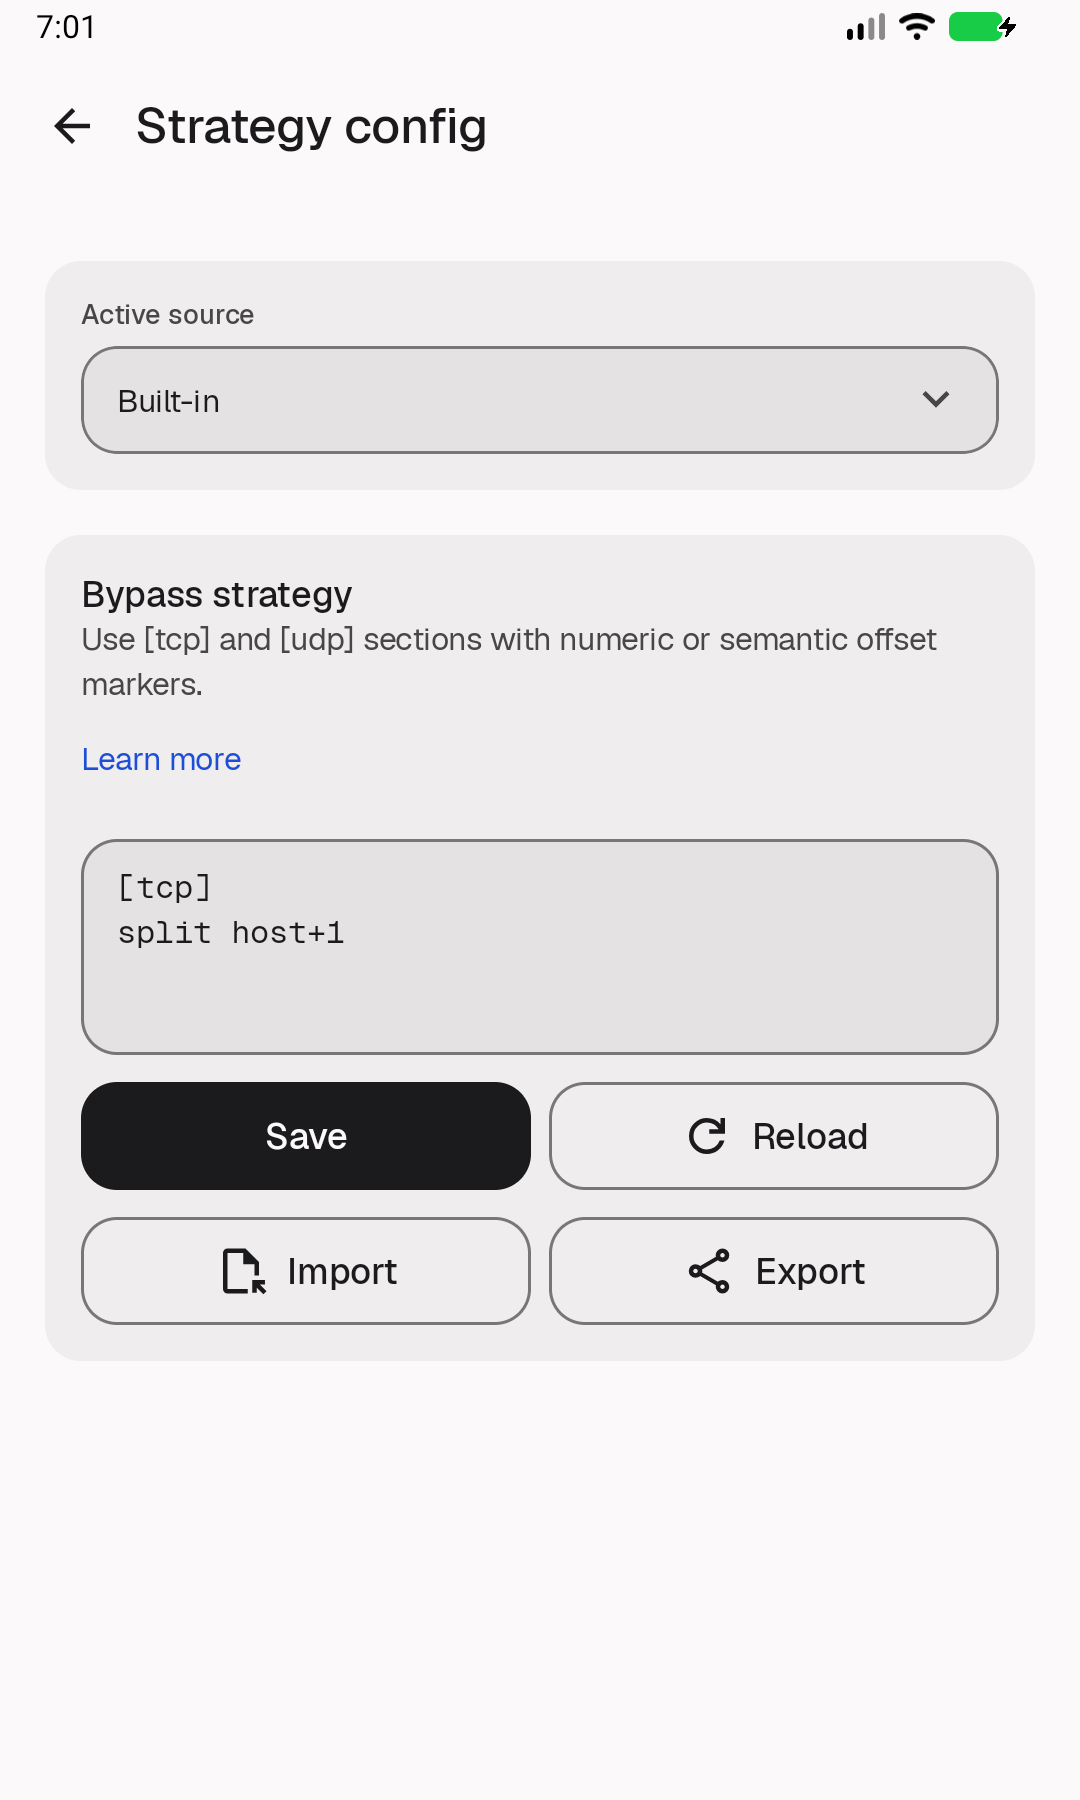 7:01
Strategy config
Active source
Built-in
Bypass strategy
Use [tcp] and [udp] sections with numeric or semantic offset
markers.
Learn more
[tcp]
split host+1
Save
Reload
Import
Export